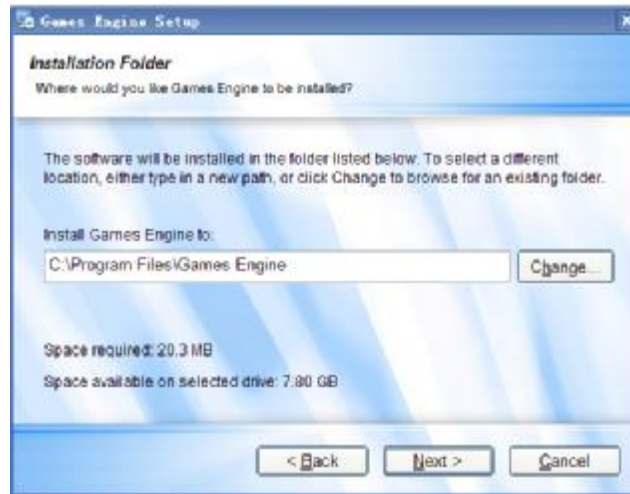 Games Engine Setup
Installation Folder
Where would you like Games Engine to be installed?
The software will be installed in the folder listed below. To select a different
location, either type in a new path, or click Change to browse for an existing folder.
Install Games Engine to:
C:\Program Files\Games Engine
Change...
Space required: 20.3 MB
Space available on selected drive: 7.80 GB
< Back
Next >
Cancel